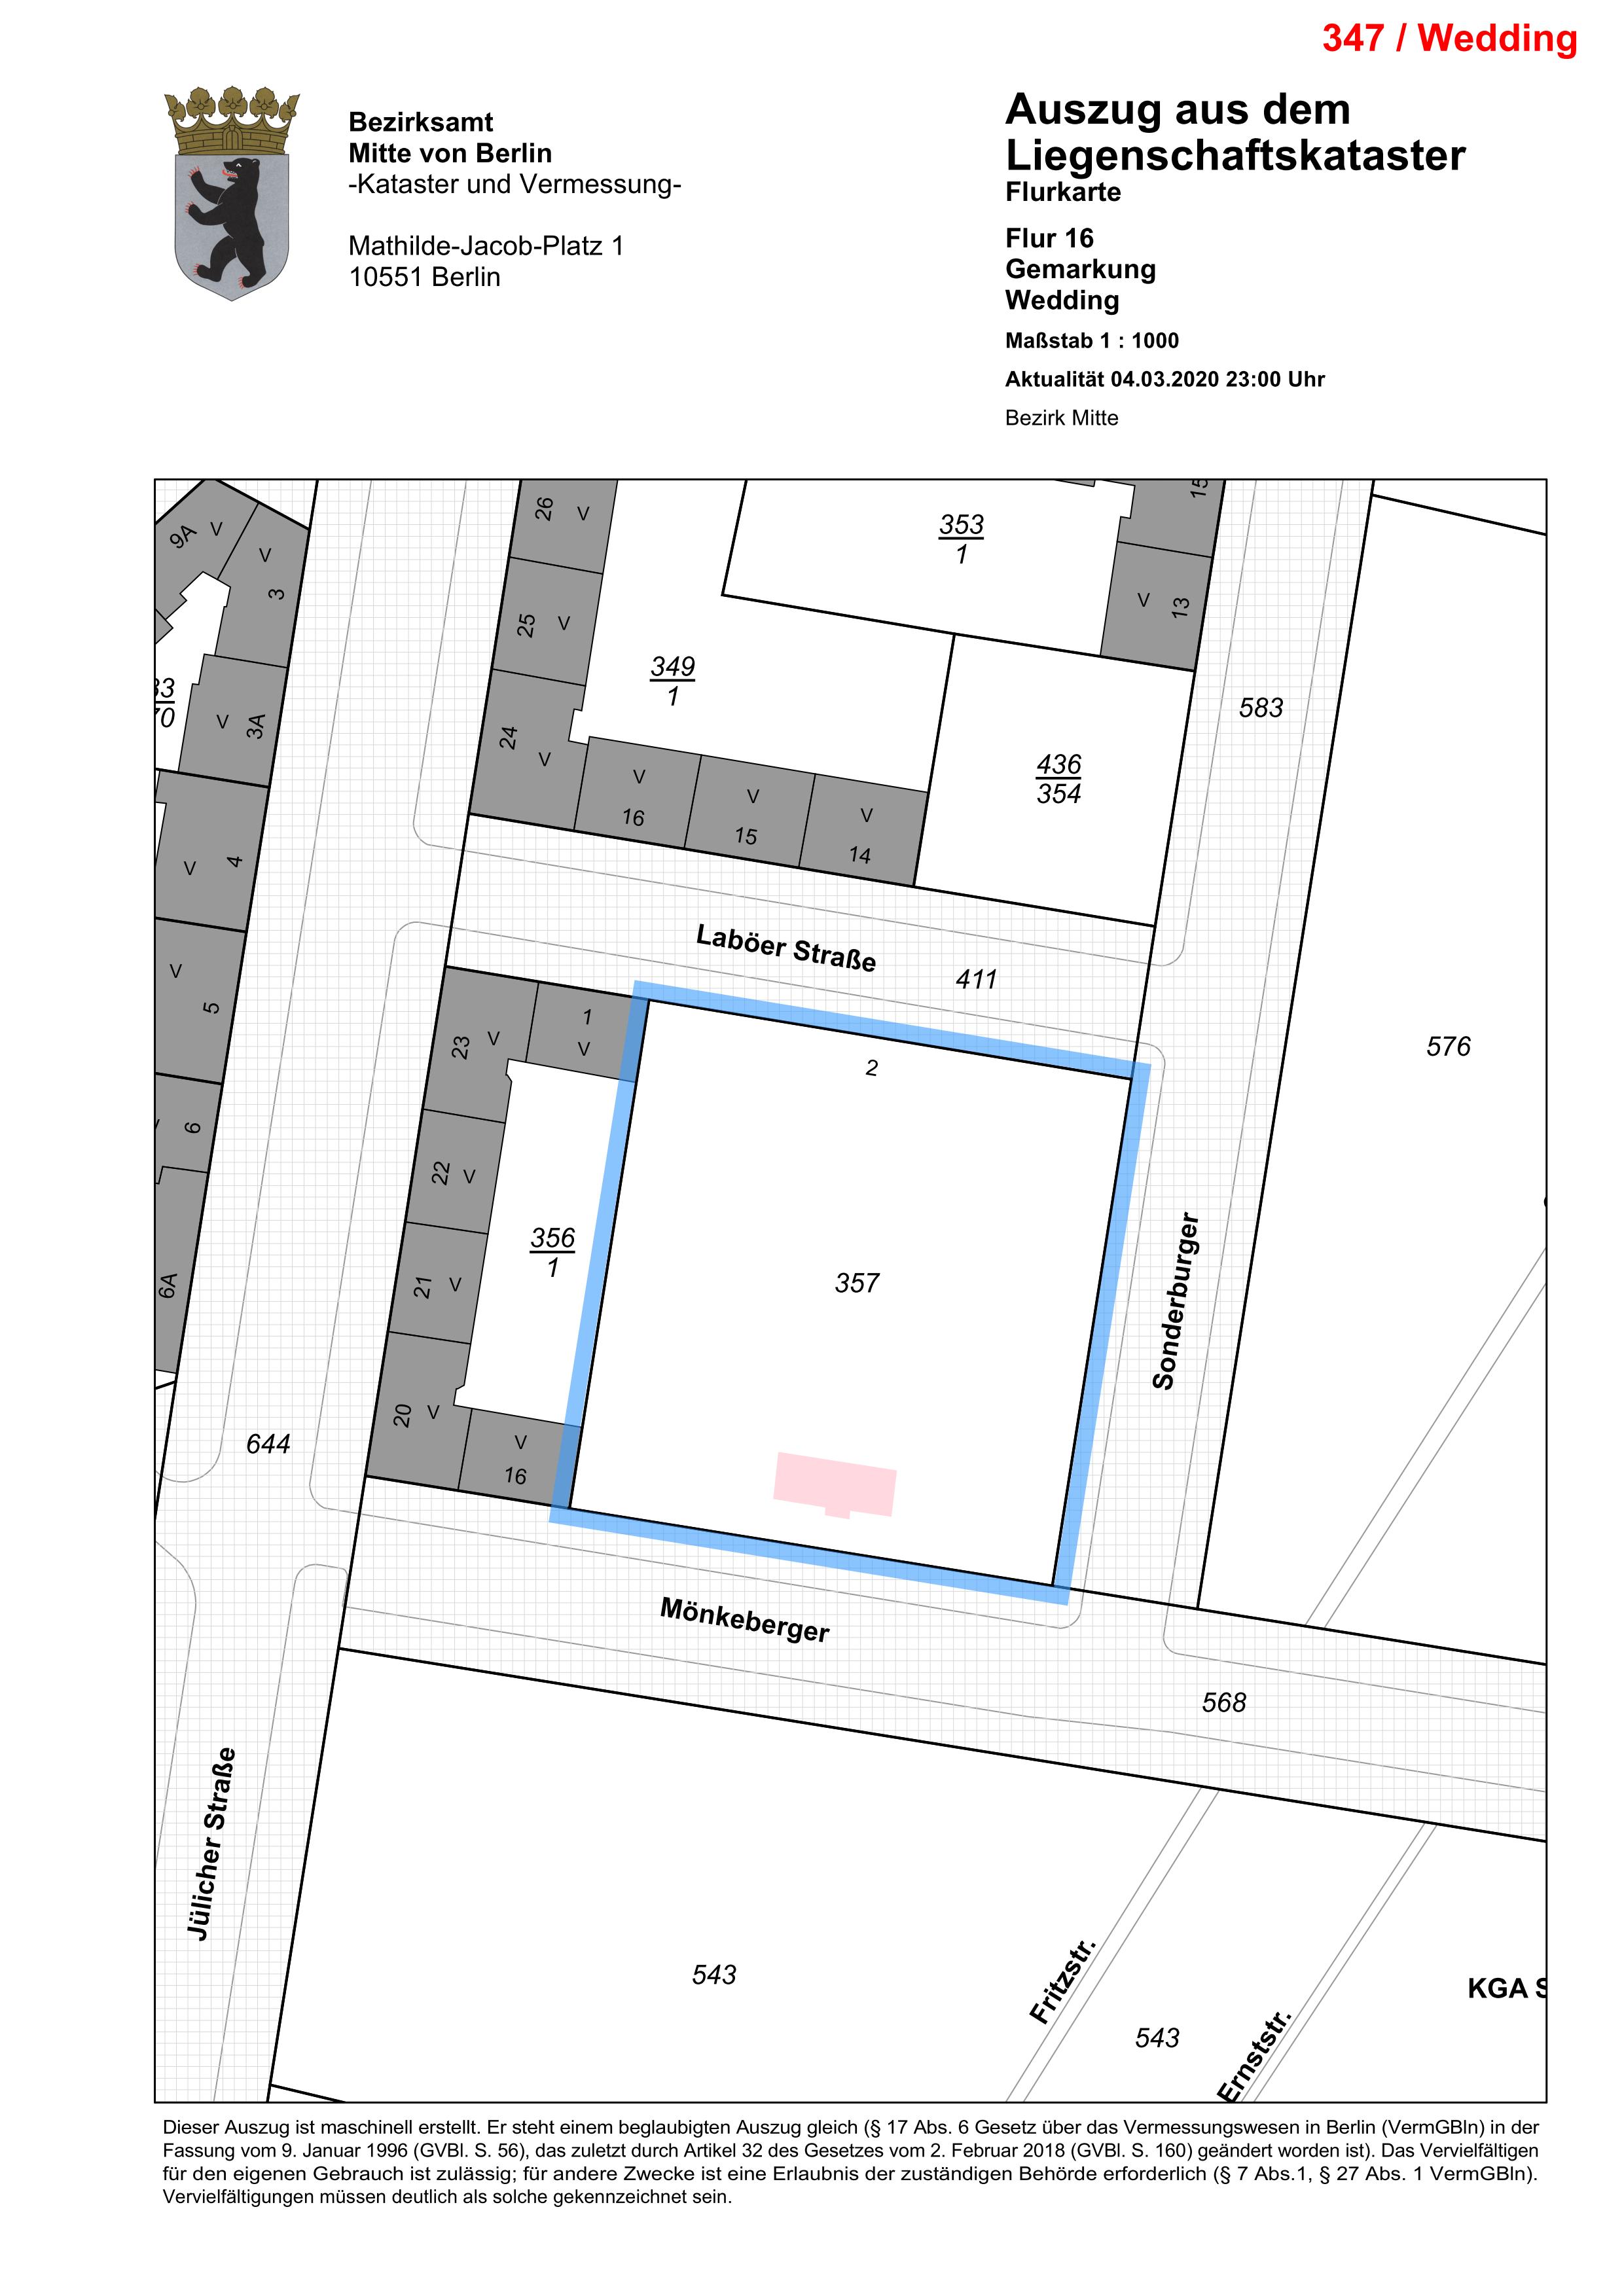 347 / Wedding
Bezirksamt
Mitte von Berlin
-Kataster und Vermessung-
Mathilde-Jacob-Platz 1
10551 Berlin
Auszug aus dem
Liegenschaftskataster
Flurkarte
Flur 16
Gemarkung
Wedding
Maßstab 1 : 1000
Aktualität 04.03.2020 23:00 Uhr
Bezirk Mitte
9A V
V
3
26 V
353
1
15
V 13
25 V
349
1
583
33
70
V 3A
24
V
V
16
V
15
V
14
436
354
V 4
Laböer Straße
411
V
5
23 V
1
V
2
576
6
22 V
356
1
357
21 V
6A
Sonderburger
20 V
V
16
644
Mönkeberger
568
Jülicher Straße
543
Fritzstr.
543
Ernststr.
KGA S
Dieser Auszug ist maschinell erstellt. Er steht einem beglaubigten Auszug gleich (§ 17 Abs. 6 Gesetz über das Vermessungswesen in Berlin (VermGBln) in der
Fassung vom 9. Januar 1996 (GVBl. S. 56), das zuletzt durch Artikel 32 des Gesetzes vom 2. Februar 2018 (GVBl. S. 160) geändert worden ist). Das Vervielfältigen
für den eigenen Gebrauch ist zulässig; für andere Zwecke ist eine Erlaubnis der zuständigen Behörde erforderlich (§ 7 Abs.1, § 27 Abs. 1 VermGBln).
Vervielfältigungen müssen deutlich als solche gekennzeichnet sein.